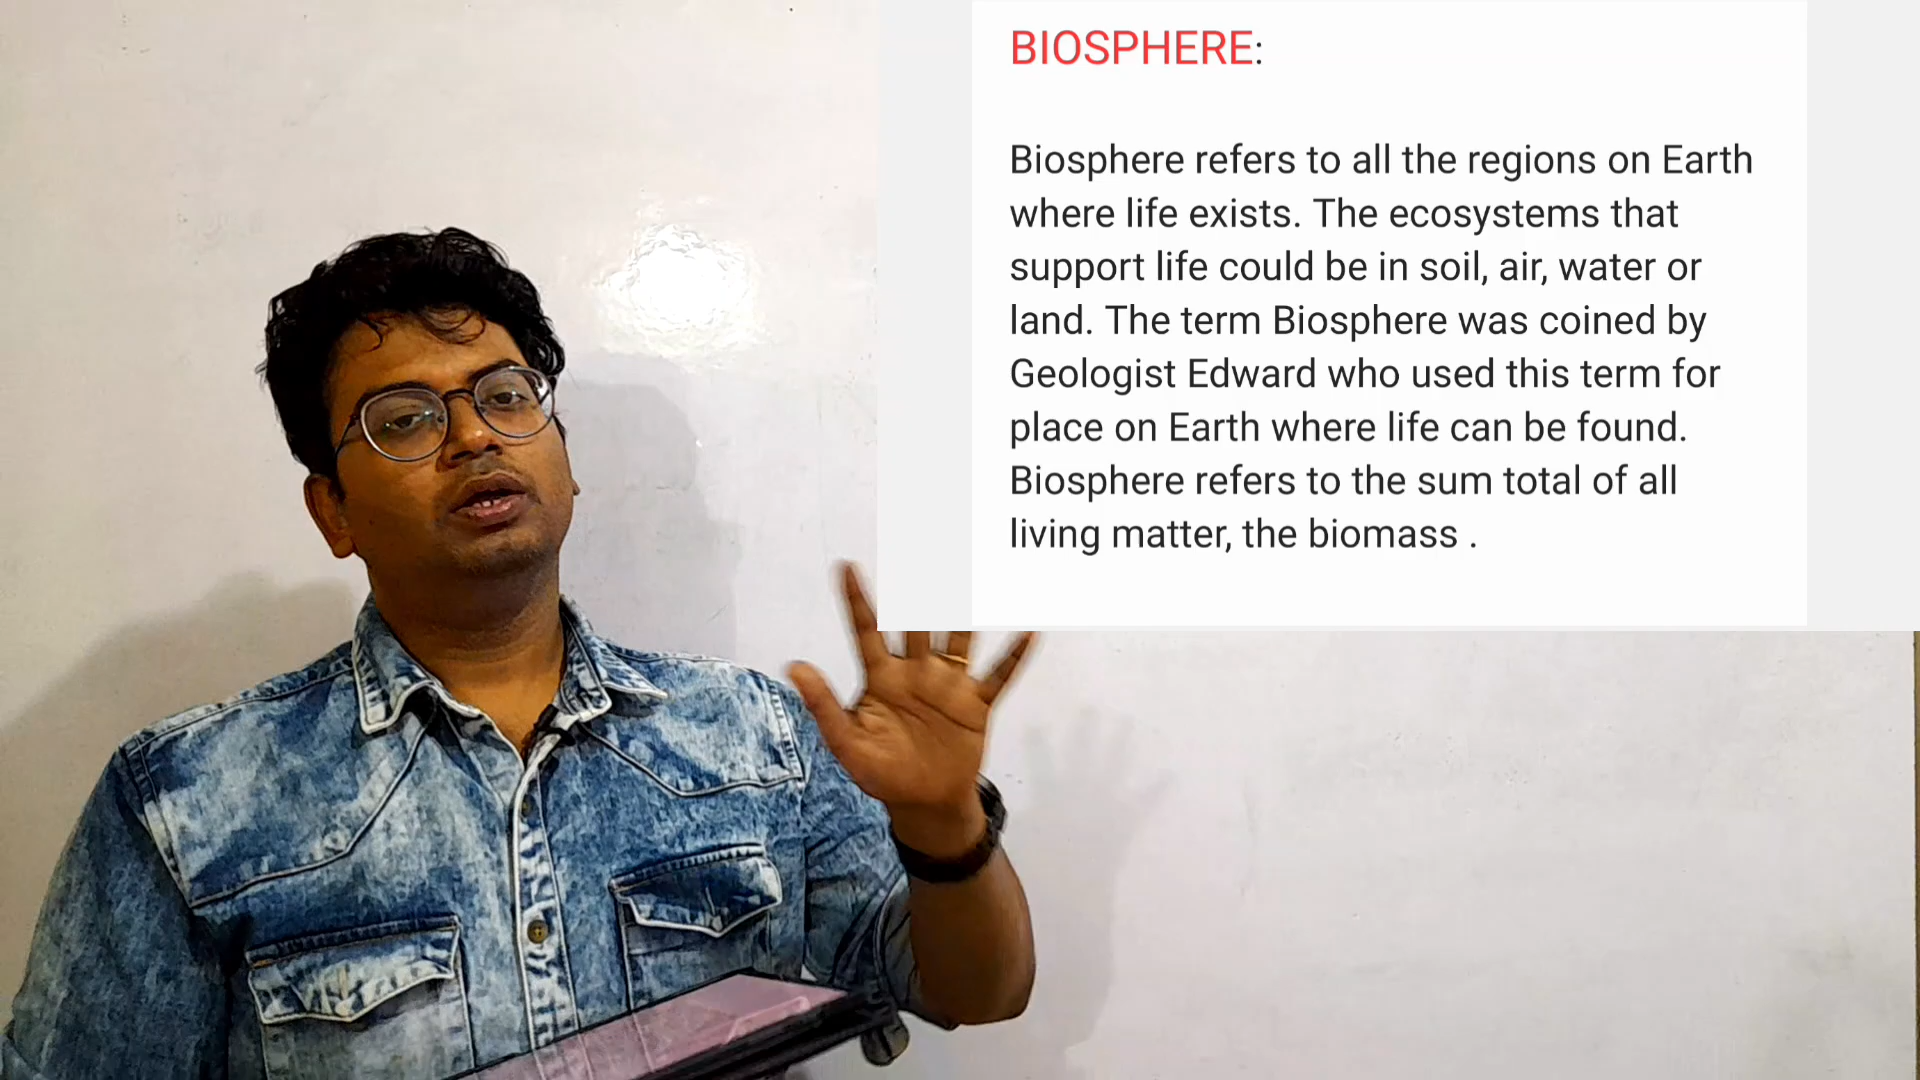 BIOSPHERE:
Biosphere refers to all the regions on Earth
where life exists. The ecosystems that
support life could be in soil, air, water or
land. The term Biosphere was coined by
Geologist Edward who used this term for
place on Earth where life can be found.
Biosphere refers to the sum total of all
living matter, the biomass .